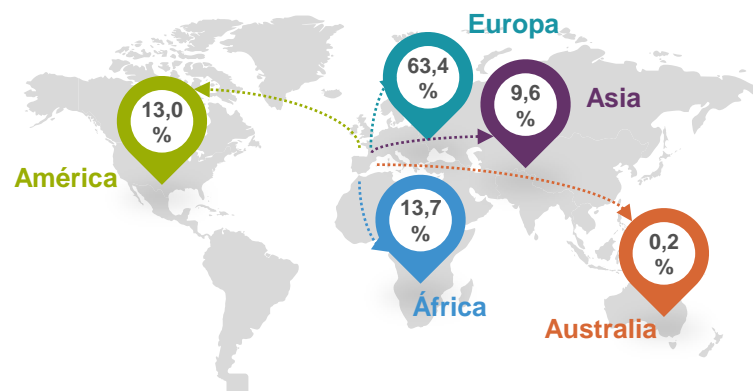 Europa
63,4
%
9,6
%
Asia
13,0
%
América
13,7
%
África
0,2
%
Australia